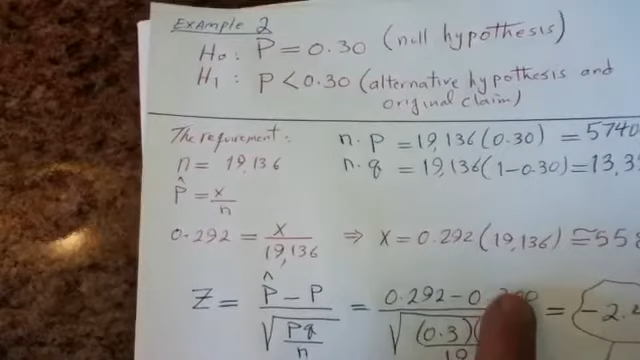 Example 2
H₀: P = 0.30 (null hypothesis)
H₁: P < 0.30 (alternative hypothesis and
original claim)
The requirement:
n = 19,136
p̂ = x/n
n.p = 19,136(0.30) = 5740
n.q = 19,136(1-0.30) = 13,3
0.292 = x/19,136 ⇒ x = 0.292(19,136) ≅ 558
Z = (p̂ - P)/√(pq/n) = (0.292 - 0. /√((0.3)( /19 = -2.